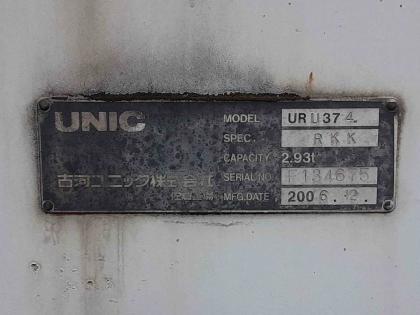 UNIC
MODEL URU374
SPEC. RKK
CAPACITY 2.93t
SERIAL NO F134675
MFG.DATE 2006.12.
古河ユニック株式会社